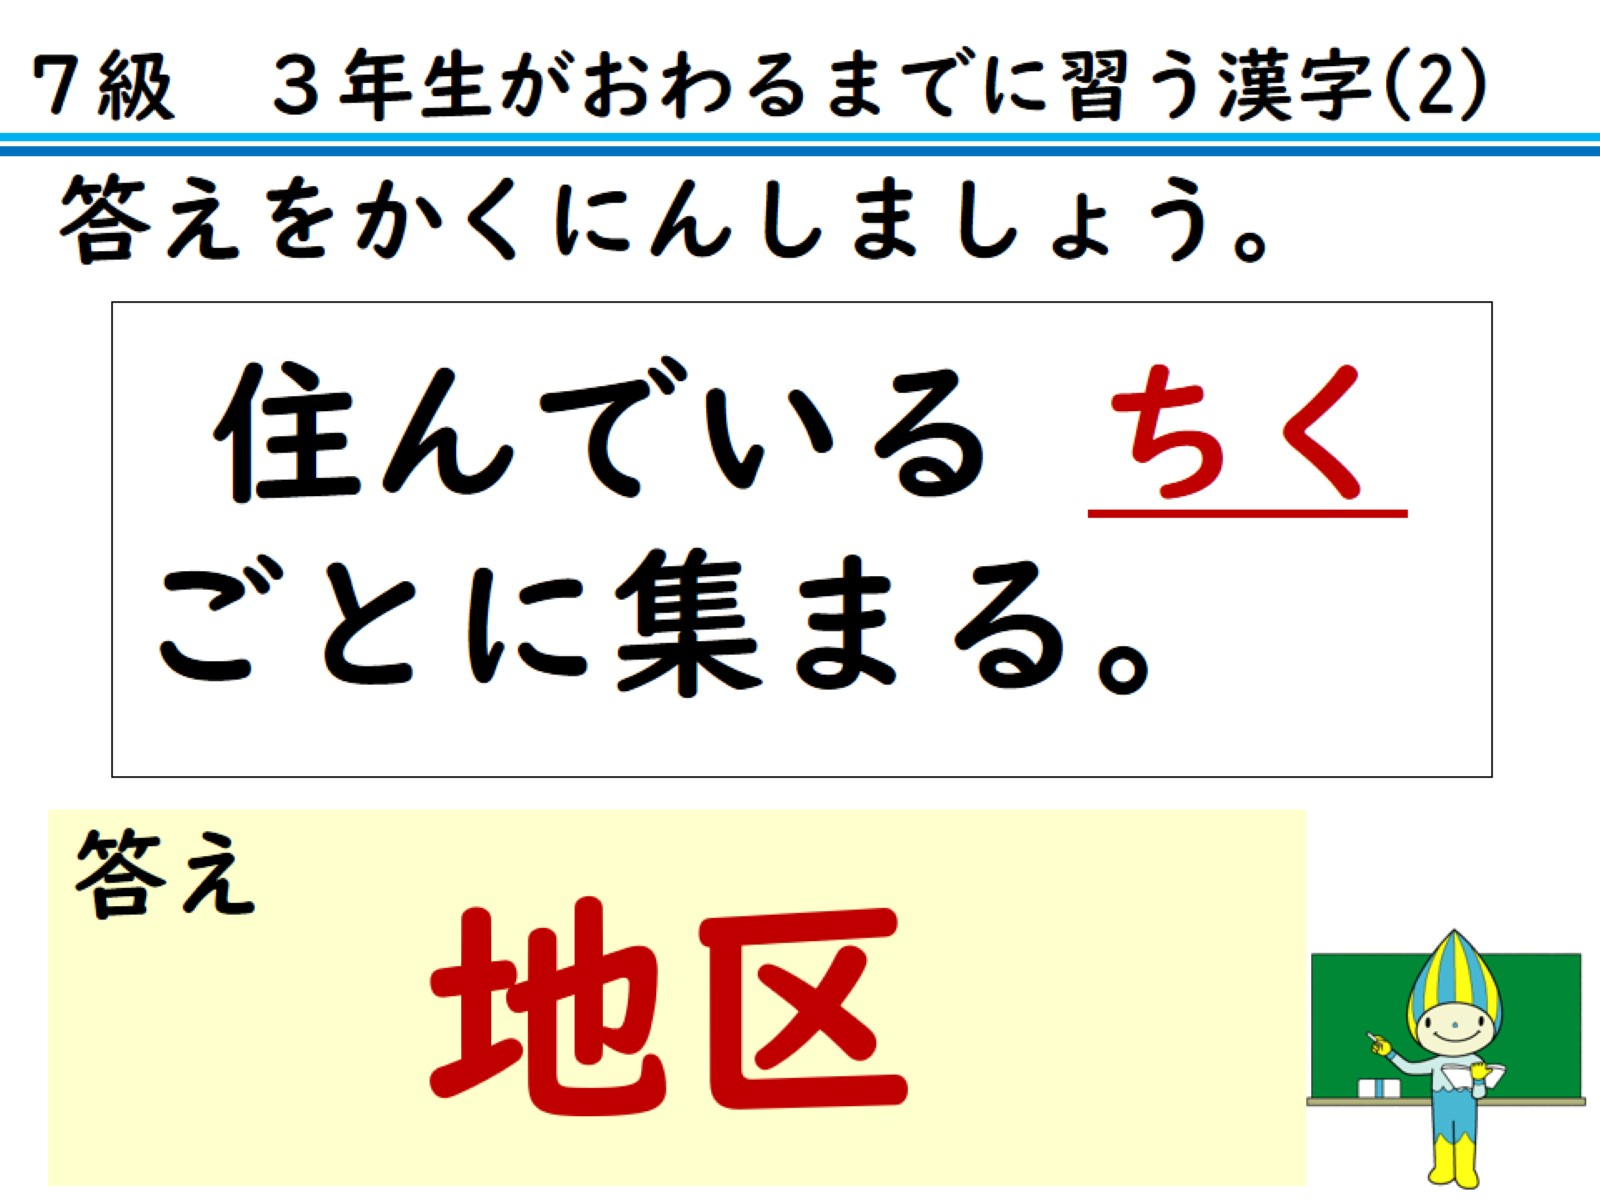 ７級　３年生がおわるまでに習う漢字(2)
答えをかくにんしましょう。
住んでいる ちく
ごとに集まる。
答え
地区